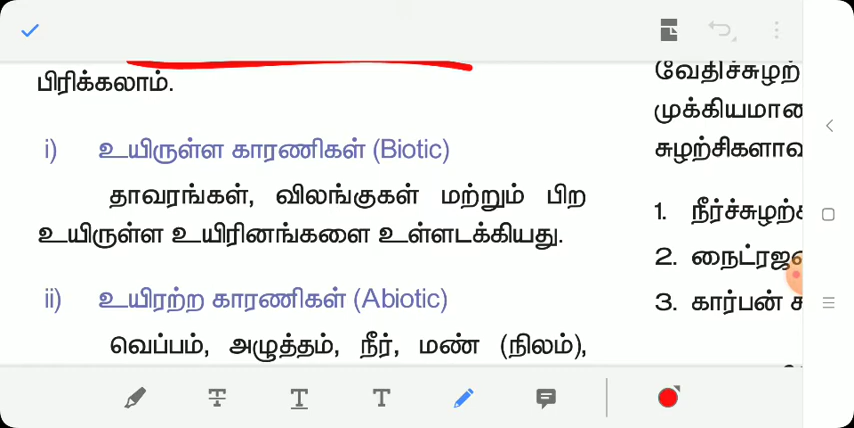 பிரிக்கலாம்.
i) உயிருள்ள காரணிகள் (Biotic)
தாவரங்கள், விலங்குகள் மற்றும் பிற
உயிருள்ள உயிரினங்களை உள்ளடக்கியது.
ii) உயிரற்ற காரணிகள் (Abiotic)
வெப்பம், அழுத்தம், நீர், மண் (நிலம்),
முக்கியமான
1.
2.
3. கார்பன்